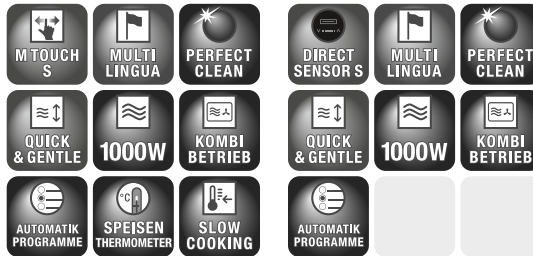 M TOUCH
S
MULTI
LINGUA
PERFECT
CLEAN
QUICK
& GENTLE
1000W
KOMBI
BETRIEB
AUTOMATIK
PROGRAMME
°C
SPEISEN
THERMOMETER
SLOW
COOKING
DIRECT
SENSOR S
MULTI
LINGUA
PERFECT
CLEAN
QUICK
& GENTLE
1000W
KOMBI
BETRIEB
AUTOMATIK
PROGRAMME